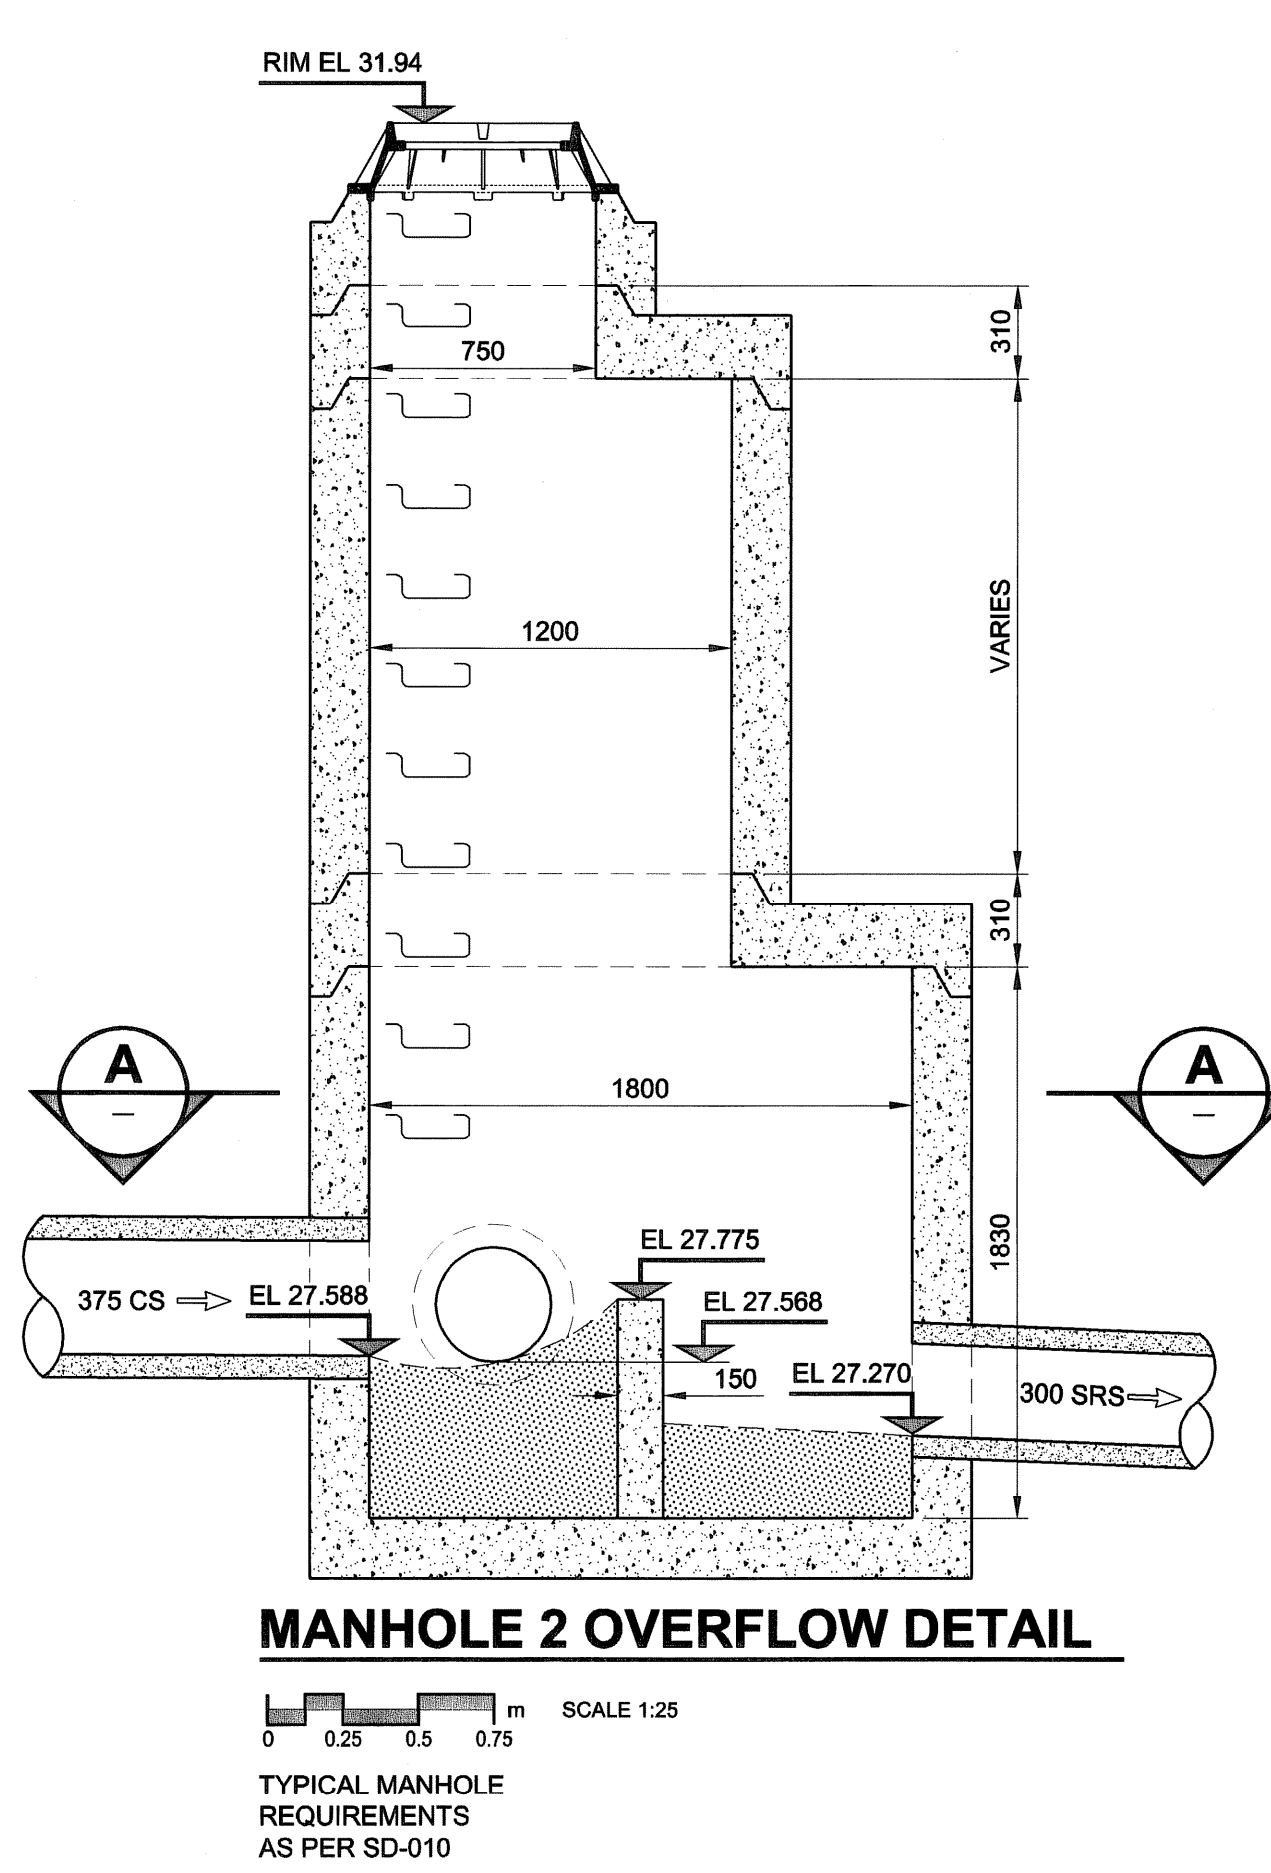 RIM EL 31.94
310
750
VARIES
1200
310
A
–
A
–
1800
1830
EL 27.775
375 CS
EL 27.588
EL 27.568
150
EL 27.270
300 SRS
MANHOLE 2 OVERFLOW DETAIL
m
SCALE 1:25
0 0.25 0.5 0.75
TYPICAL MANHOLE
REQUIREMENTS
AS PER SD-010